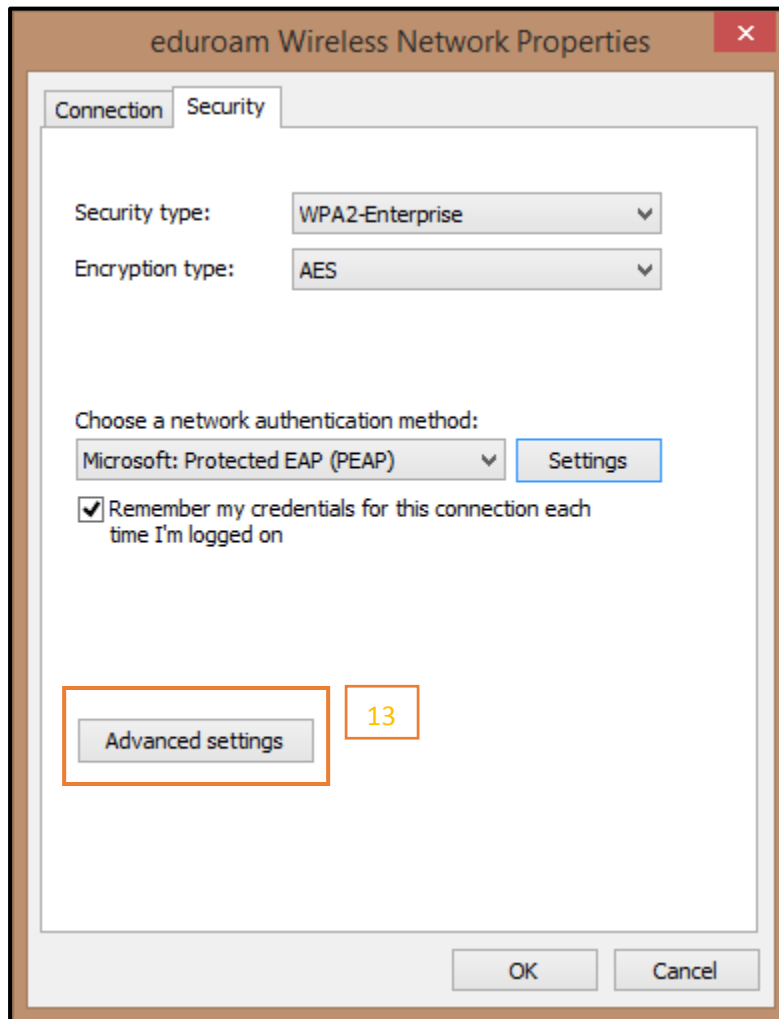 eduroam Wireless Network Properties
Connection
Security
Security type:
WPA2-Enterprise
Encryption type:
AES
Choose a network authentication method:
Microsoft: Protected EAP (PEAP)
Settings
Remember my credentials for this connection each
time I'm logged on
Advanced settings
13
OK
Cancel